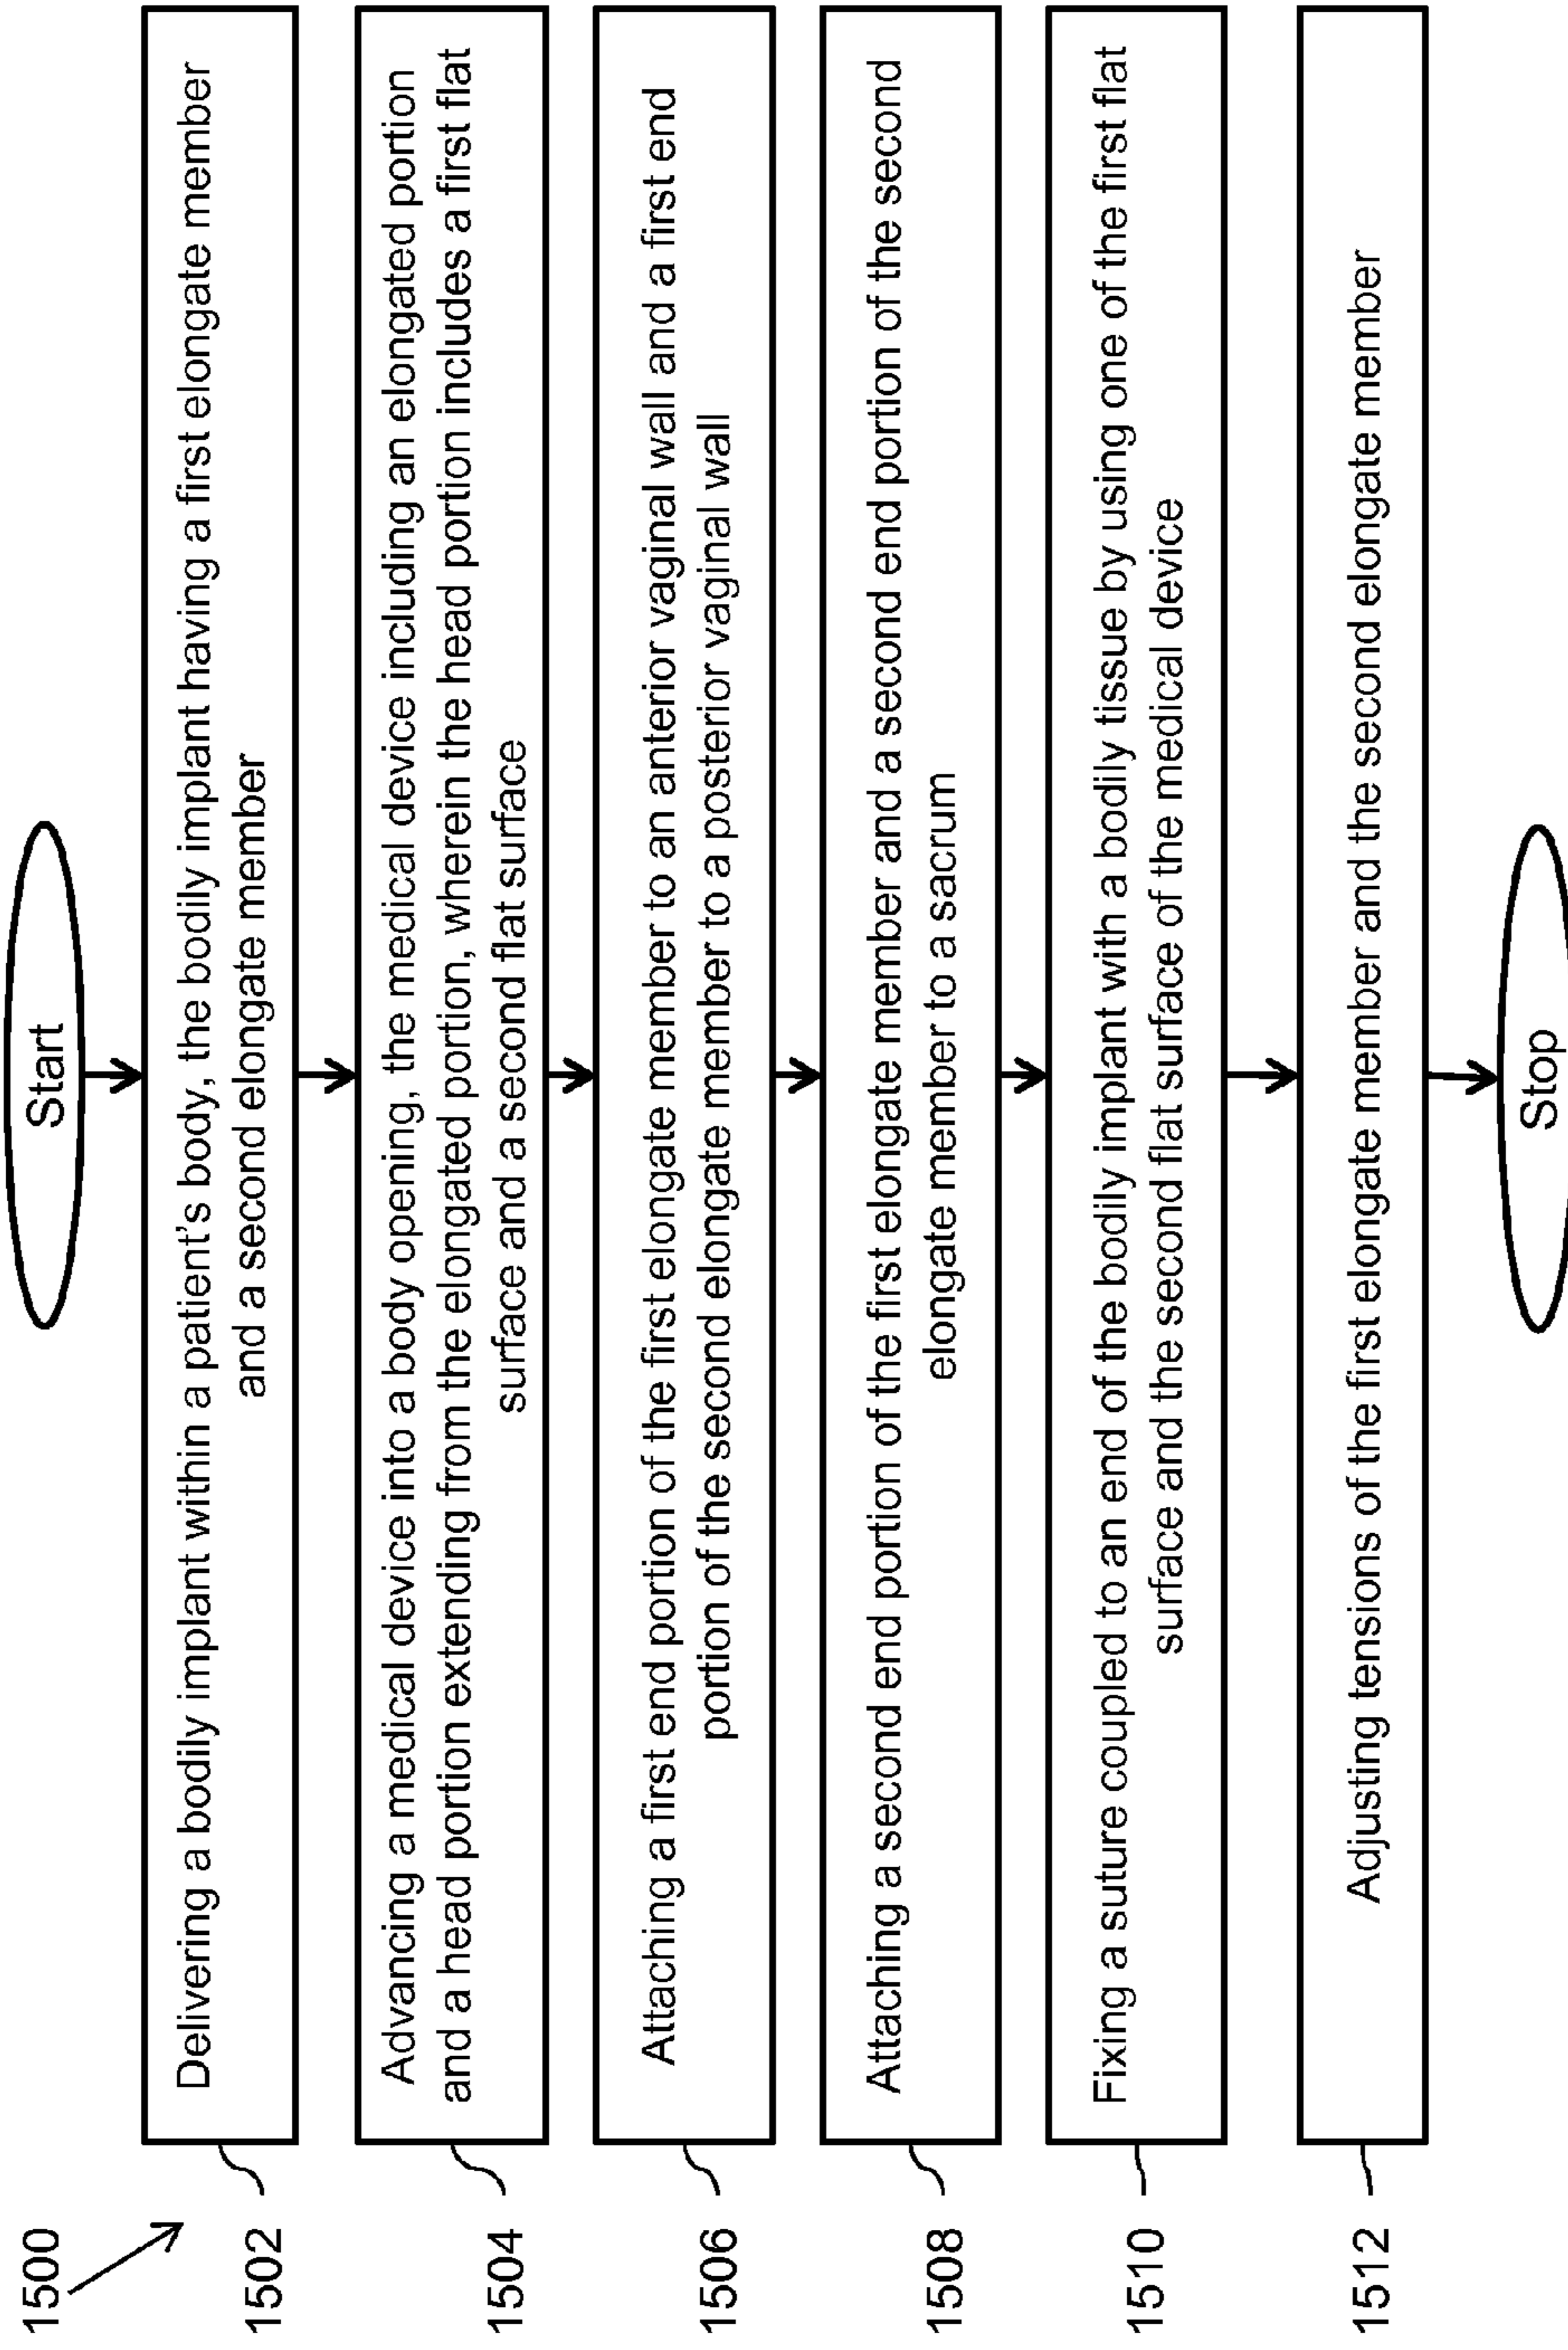 1500
Start
1502
Delivering a bodily implant within a patient's body, the bodily implant having a first elongate member
and a second elongate member
1504
Advancing a medical device into a body opening, the medical device including an elongated portion
and a head portion extending from the elongated portion, wherein the head portion includes a first flat
surface and a second flat surface
1506
Attaching a first end portion of the first elongate member to an anterior vaginal wall and a first end
portion of the second elongate member to a posterior vaginal wall
1508
Attaching a second end portion of the first elongate member and a second end portion of the second
elongate member to a sacrum
1510
Fixing a suture coupled to an end of the bodily implant with a bodily tissue by using one of the first flat
surface and the second flat surface of the medical device
1512
Adjusting tensions of the first elongate member and the second elongate member
Stop